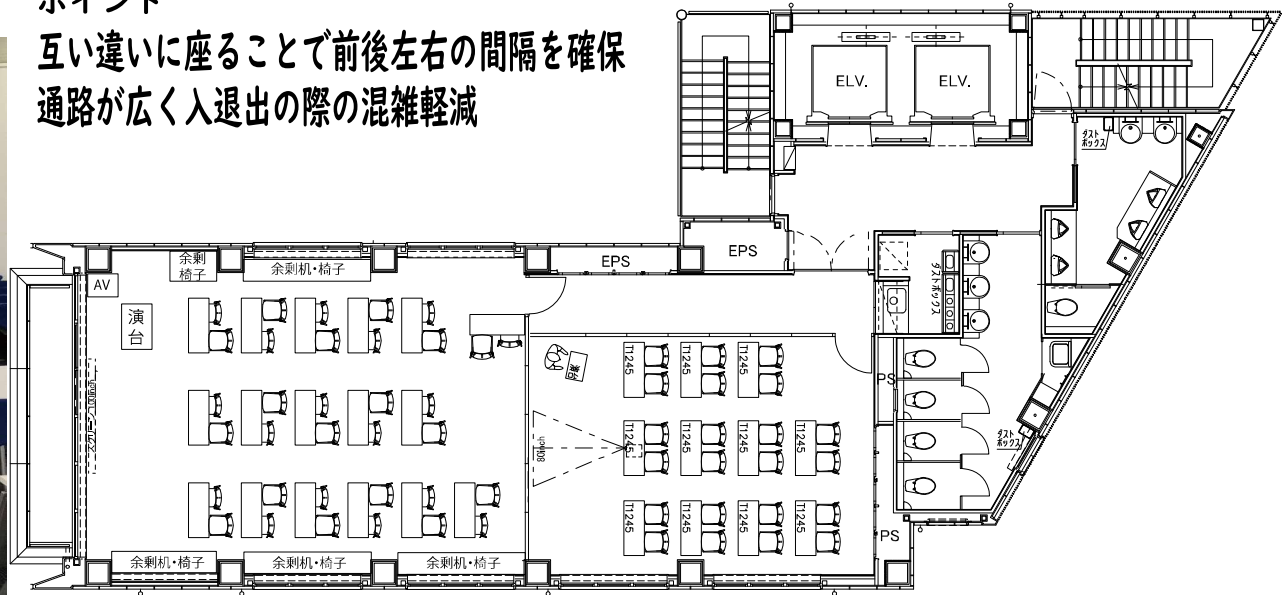 ポイント
互い違いに座ることで前後左右の間隔を確保
通路が広く入退出の際の混雑軽減
ELV.
ELV.
ダスト
ボックス
EPS
EPS
余剰
椅子
余剰机・椅子
AV
演
台
ダストボックス
演台
T1245
T1245
T1245
PS
T1245
T1245
T1245
T1245
80inch
ダスト
ボックス
T1245
T1245
T1245
T1245
PS
余剰机・椅子
余剰机・椅子
余剰机・椅子